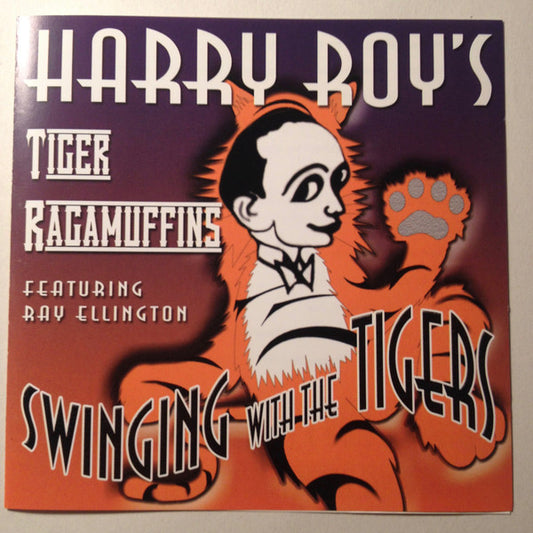 HARRY ROY'S
TIGER
RAGAMUFFINS
FEATURING
RAY ELLINGTON
SWINGING WITH THE TIGERS